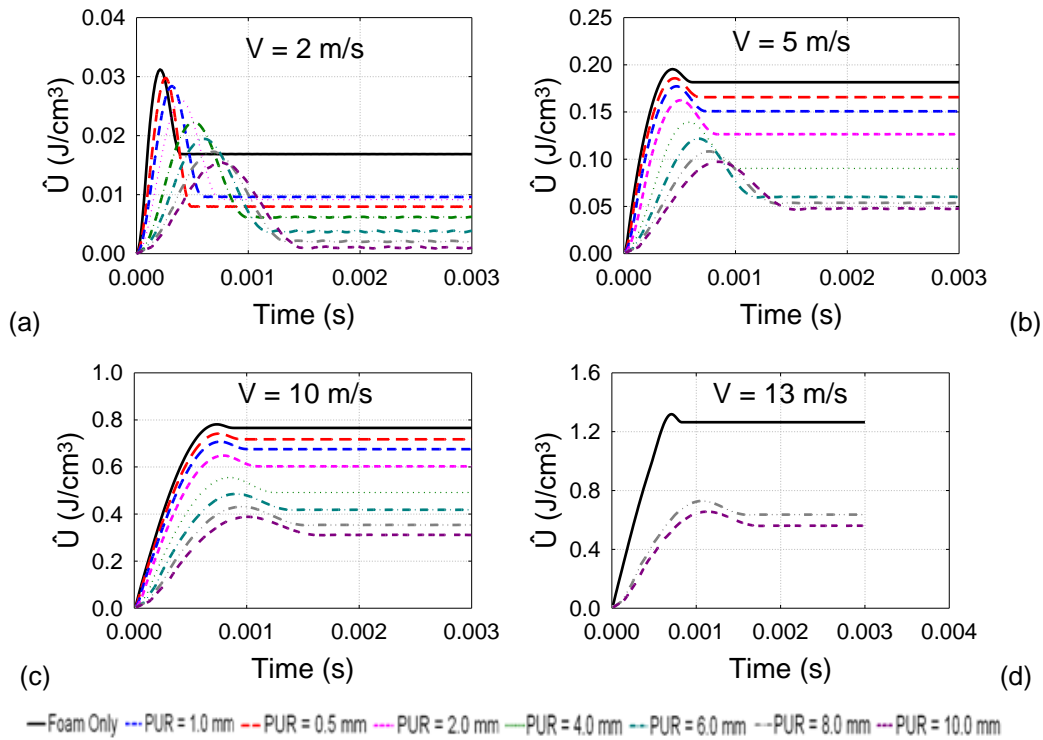 V = 2 m/s
Û (J/cm3)
0.04
0.03
0.02
0.01
0.00
0.000 0.001 0.002 0.003
Time (s)
(a)
V = 5 m/s
Û (J/cm3)
0.25
0.20
0.15
0.10
0.05
0.00
0.000 0.001 0.002 0.003
Time (s)
(b)
V = 10 m/s
Û (J/cm3)
1.0
0.8
0.6
0.4
0.2
0.0
0.000 0.001 0.002 0.003
Time (s)
(c)
V = 13 m/s
Û (J/cm3)
1.6
1.2
0.8
0.4
0.0
0.000 0.001 0.002 0.003 0.004
Time (s)
(d)
Foam Only PUR = 1.0 mm PUR = 0.5 mm PUR = 2.0 mm PUR = 4.0 mm PUR = 6.0 mm PUR = 8.0 mm PUR = 10.0 mm